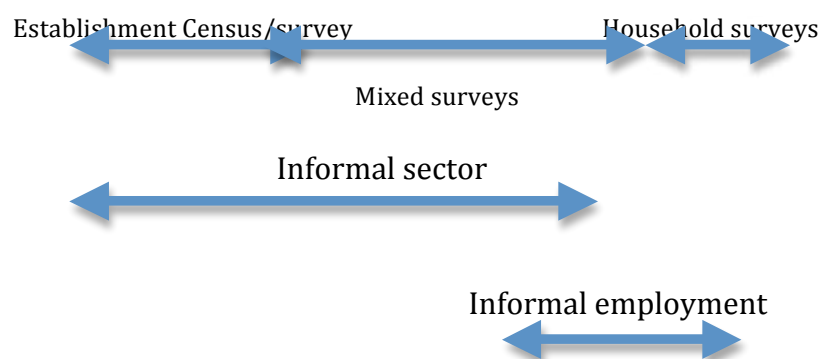 Establishment Census/survey
Household surveys
Mixed surveys
Informal sector
Informal employment